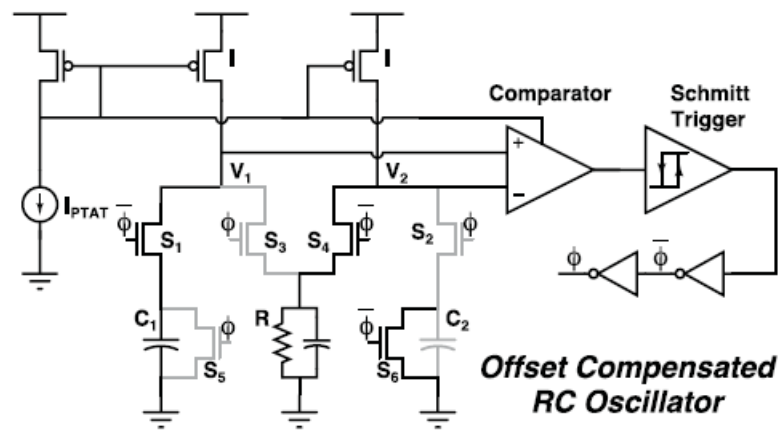 I
I
Comparator
Schmitt
Trigger
+
−
V1
V2
IPTAT
ϕ̅
S1
ϕ
S3
S4
ϕ̅
S2
ϕ
ϕ
ϕ̅
C1
ϕ
S5
R
ϕ̅
S6
C2
Offset Compensated
RC Oscillator